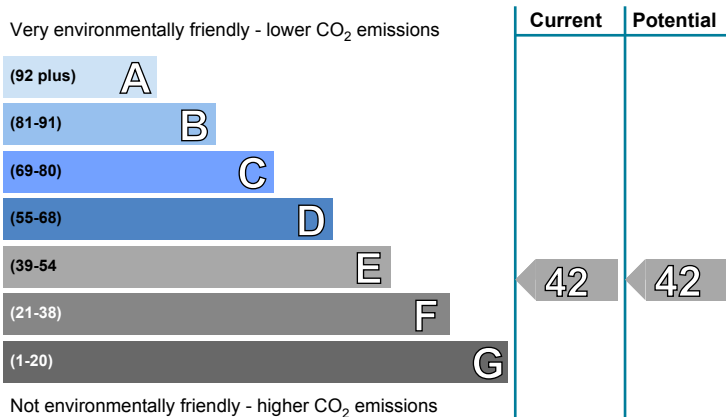 Very environmentally friendly - lower CO2 emissions
Current
Potential
(92 plus) A
(81-91) B
(69-80) C
(55-68) D
(39-54 E
42
42
(21-38) F
(1-20) G
Not environmentally friendly - higher CO2 emissions